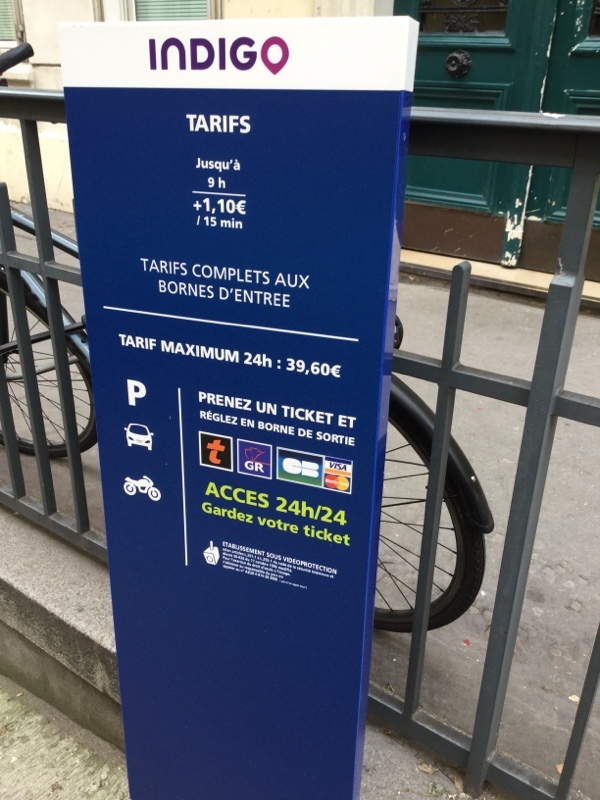 INDIGO
TARIFS
Jusqu'à
9 h
+1,10€
/ 15 min
TARIFS COMPLETS AUX
BORNES D'ENTREE
TARIF MAXIMUM 24h : 39,60€
P
PRENEZ UN TICKET ET
RÉGLEZ EN BORNE DE SORTIE
t GR CB VISA
MasterCard
ACCES 24h/24
Gardez votre ticket
ETABLISSEMENT SOUS VIDEOPROTECTION